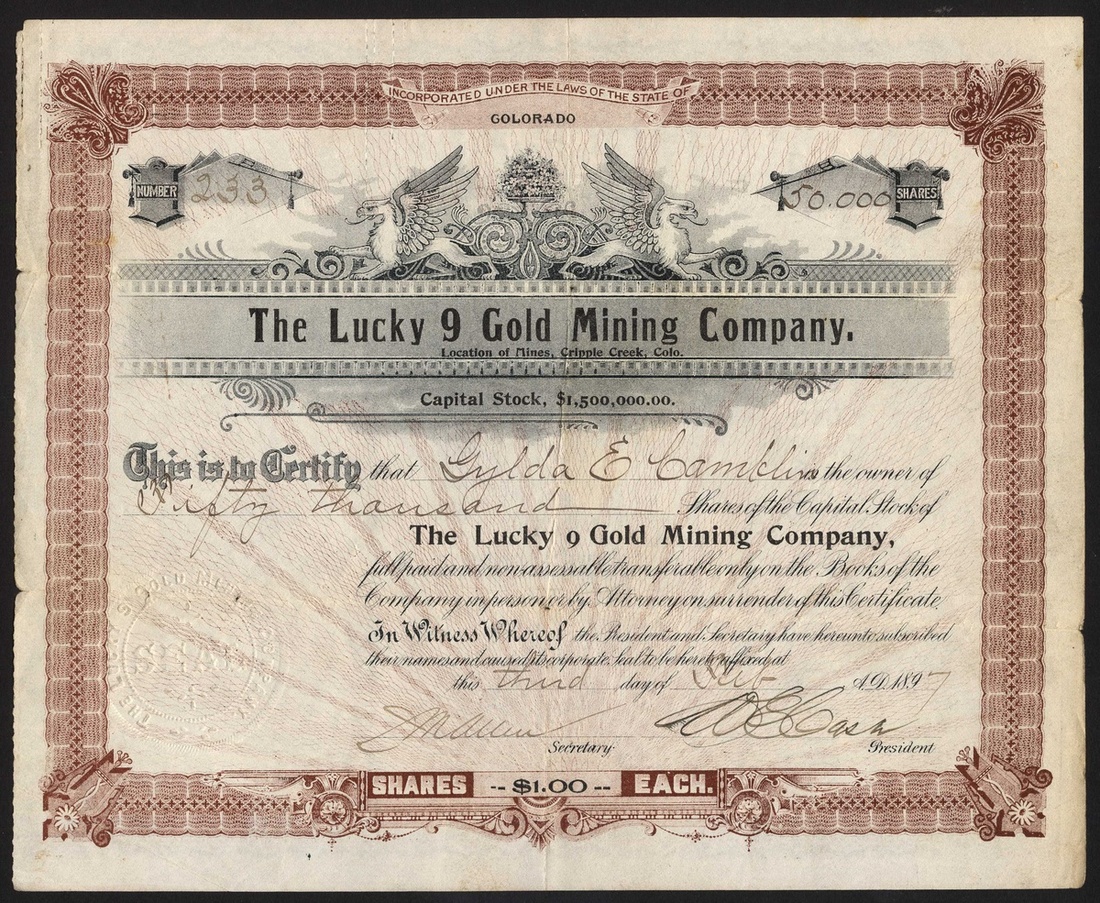 INCORPORATED UNDER THE LAWS OF THE STATE OF
COLORADO
NUMBER 233
50.000 SHARES
The Lucky 9 Gold Mining Company.
Location of Mines, Cripple Creek, Colo.
Capital Stock, $1,500,000.00.
This is to Certify that Gylda E is the owner of
Fifty thousand Shares of the Capital Stock of
The Lucky 9 Gold Mining Company,
full paid and non-assessable transferable only on the Books of the
Company in person or by Attorney on surrender of this Certificate.
In Witness Whereof the President and Secretary have hereunto subscribed
their names and caused its corporate Seal to be hereto affixed at
this third day of A.D. 1897
Secretary
President
SEAL
SHARES -- $1.00 -- EACH.